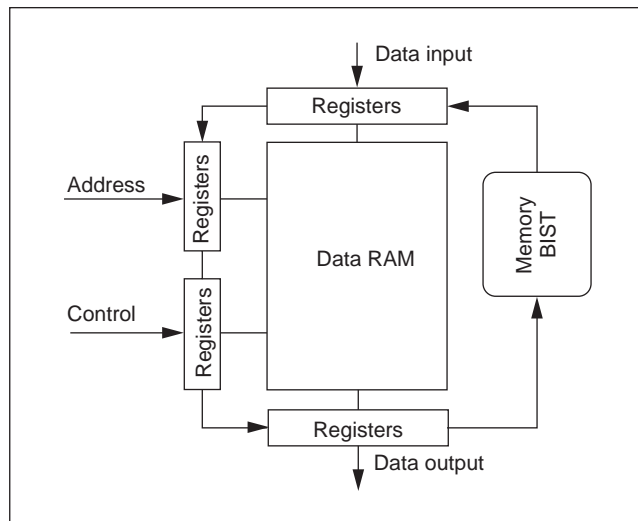 Data input
Registers
Registers
Address
Data RAM
Memory
BIST
Control
Registers
Registers
Data output